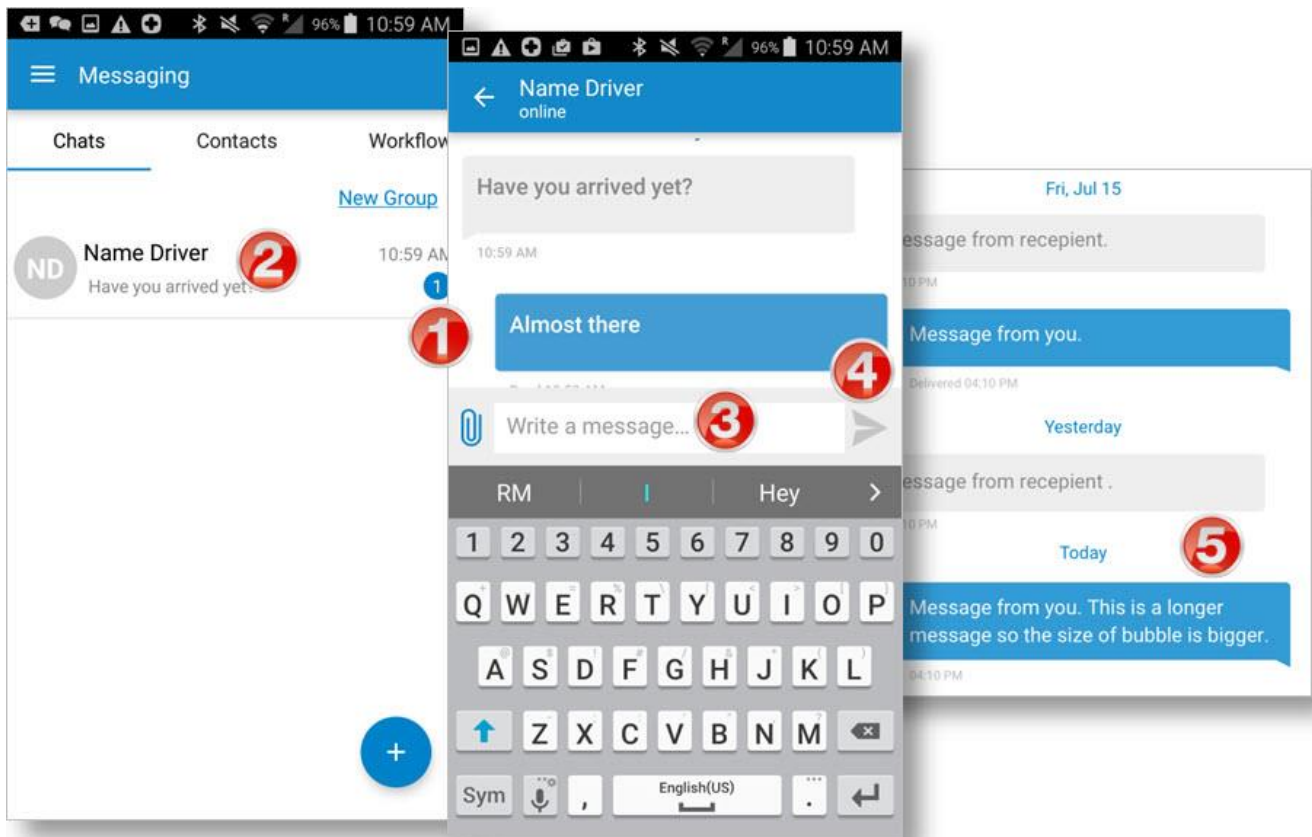 96% 10:59 AM
Messaging
Chats Contacts Workflow
New Group
ND
Name Driver
10:59 AM
Have you arrived yet?
1
2
1
R 96% 10:59 AM
Name Driver
online
Have you arrived yet?
10:59 AM
Almost there
4
Write a message...
3
RM I Hey >
1 2 3 4 5 6 7 8 9 0
Q W E R T Y U I O P
A S D F G H J K L
Z X C V B N M
Sym , English(US) .
Fri, Jul 15
essage from recepient.
10 PM
Message from you.
Delivered 04:10 PM
Yesterday
essage from recepient .
10 PM
Today
5
Message from you. This is a longer
message so the size of bubble is bigger.
04:10 PM